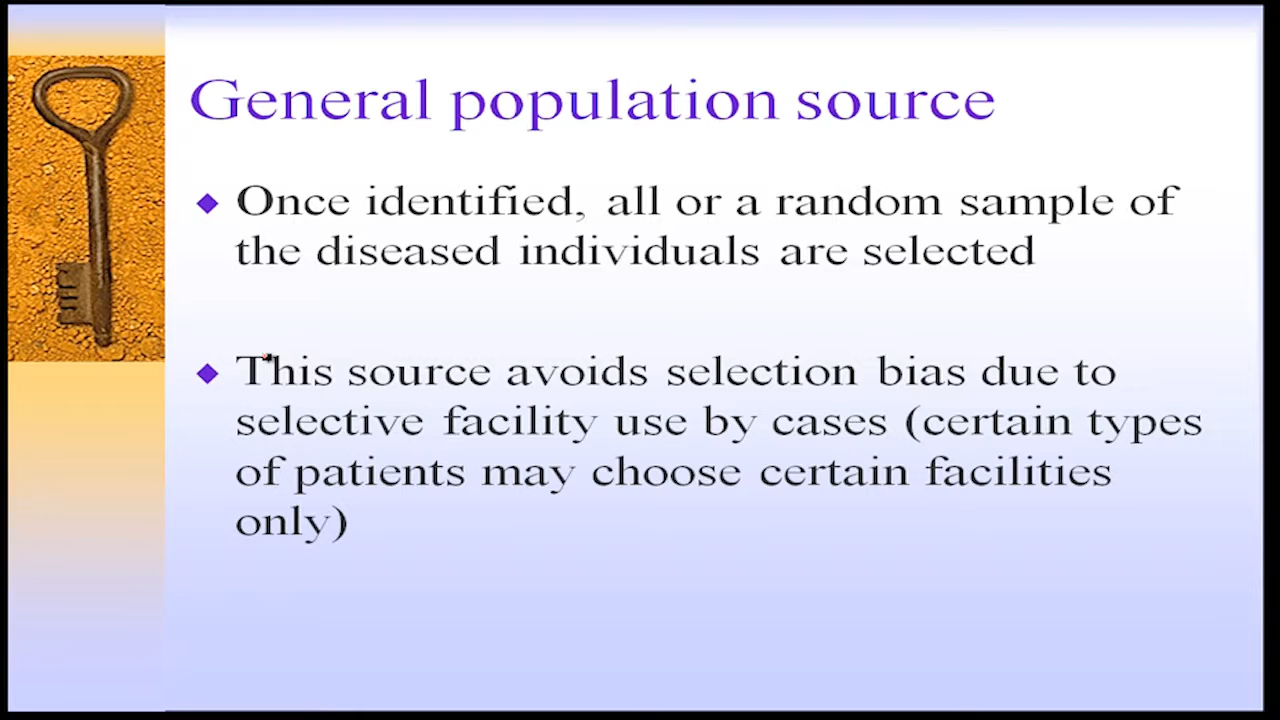 General population source
Once identified, all or a random sample of
the diseased individuals are selected
This source avoids selection bias due to
selective facility use by cases (certain types
of patients may choose certain facilities
only)